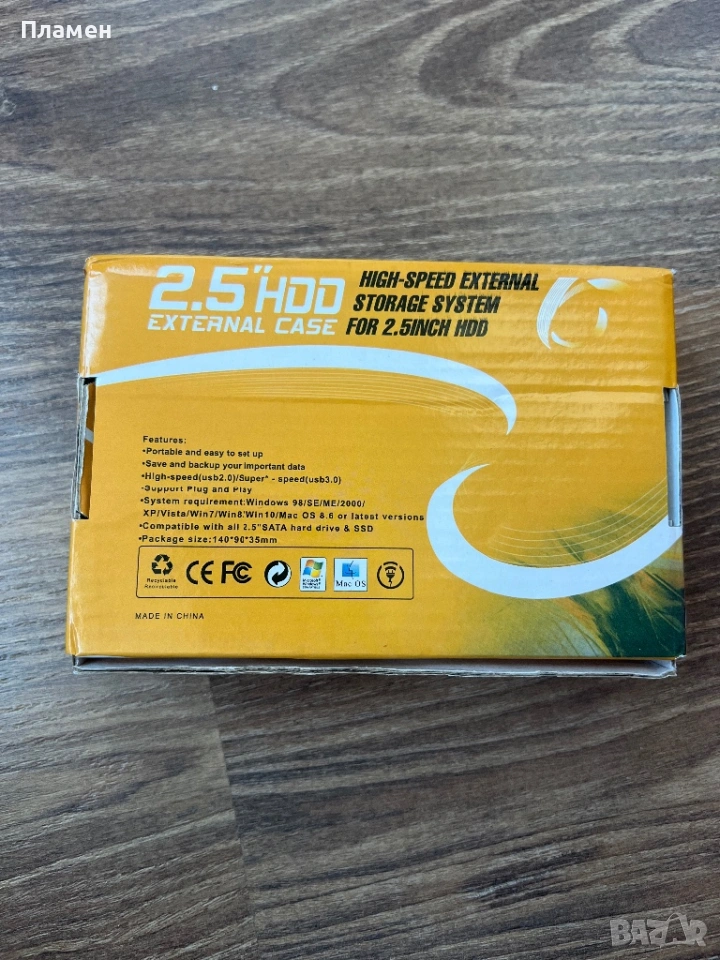 Пламен
2.5" HDD
EXTERNAL CASE
HIGH-SPEED EXTERNAL
STORAGE SYSTEM
FOR 2.5INCH HDD
Features:
•Portable and easy to set up
•Save and backup your important data
•High-speed(usb2.0)/Super* - speed(usb3.0)
-Support Plug and Play
•System requirement:Windows 98/SE/ME/2000/
XP/Vista/Win7/Win8/Win10/Mac OS 8.6 or latest versions
•Compatible with all 2.5"SATA hard drive & SSD
•Package size:140*90*35mm
Recyclable
CE FC
Mac OS
MADE IN CHINA
BAZAR